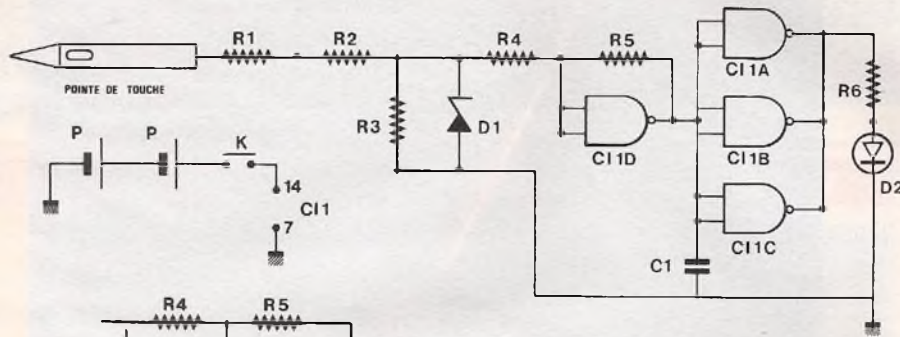 R1
R2
R4
R5
POINTE DE TOUCHE
R3
D1
CI1D
CI1A
CI1B
CI1C
R6
D2
P
P
K
14
CI1
7
C1
R4
R5